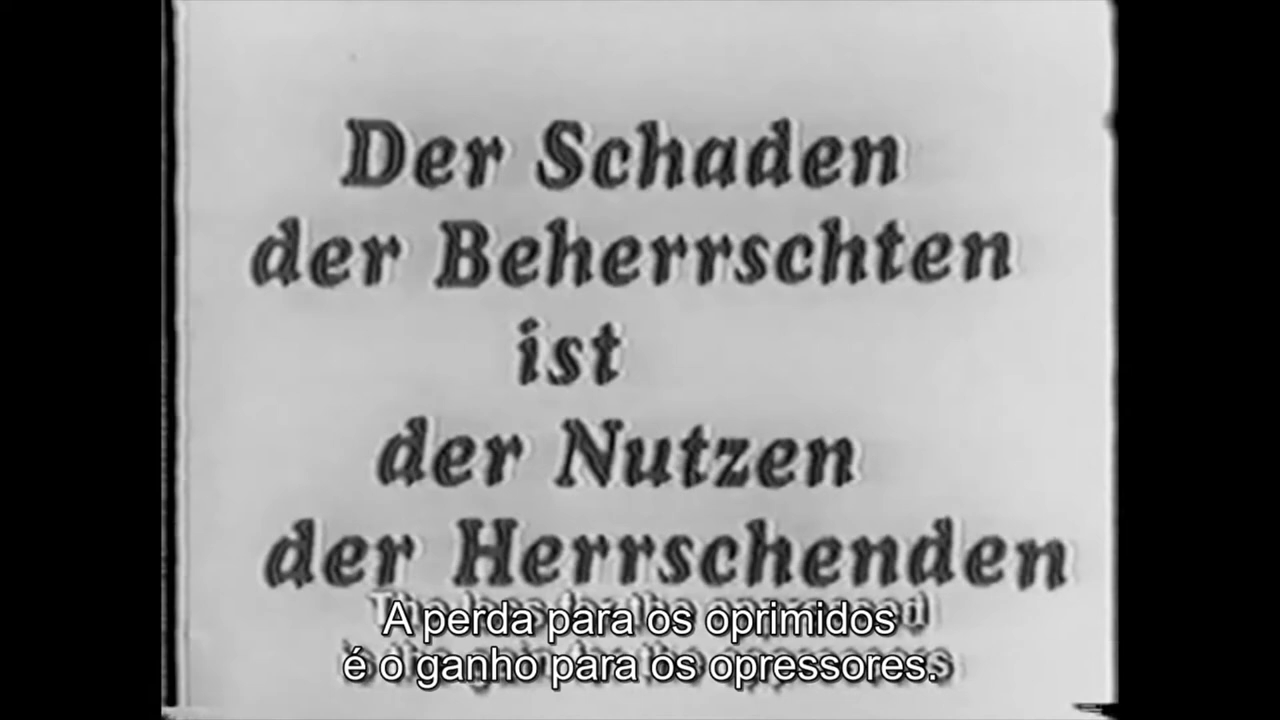 Der Schaden
der Beherrschten
ist
der Nutzen
der Herrschenden
A perda para os oprimidos
é o ganho para os opressores.